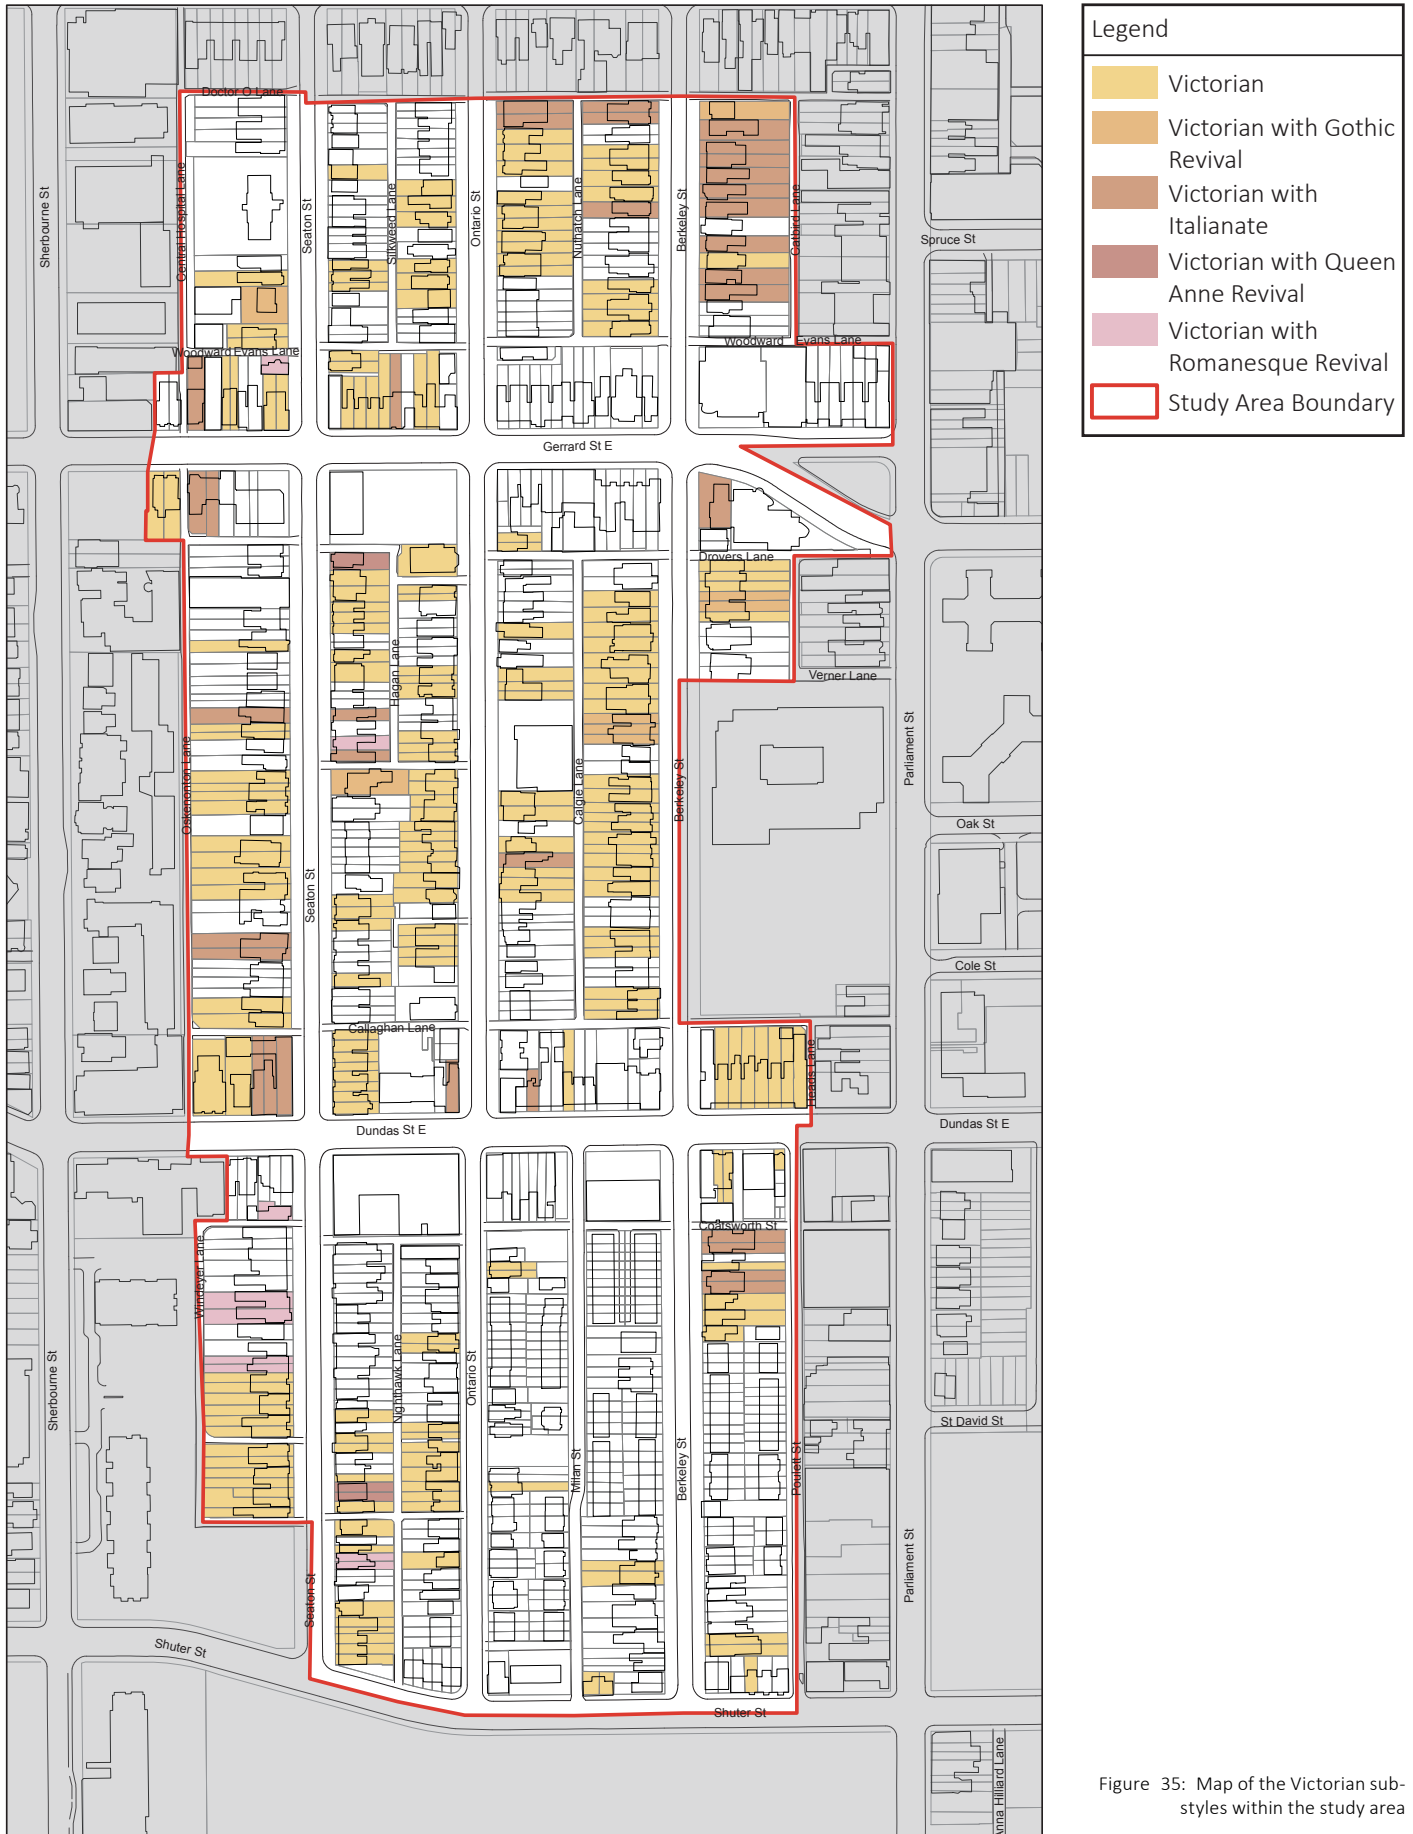 Legend
Victorian
Victorian with Gothic
Revival
Victorian with
Italianate
Victorian with Queen
Anne Revival
Victorian with
Romanesque Revival
Study Area Boundary
Doctor O Lane
Sherbourne St
Central Hospital Lane
Seaton St
Silkweed Lane
Ontario St
Nuthatch Lane
Berkeley St
Catbird Lane
Spruce St
Woodward Evans Lane
Woodward Evans Lane
Gerrard St E
Drovers Lane
Hagan Lane
Verner Lane
Oskenonton Lane
Calgie Lane
Berkeley St
Parliament St
Oak St
Seaton St
Cole St
Callaghan Lane
Heads Lane
Dundas St E
Dundas St E
Coatsworth St
Windeyer Lane
Sherbourne St
Nighthawk Lane
Ontario St
Milan St
Berkeley St
Poulett St
St David St
Parliament St
Seaton St
Shuter St
Shuter St
Anna Hilliard Lane
Figure 35: Map of the Victorian sub-
styles within the study area